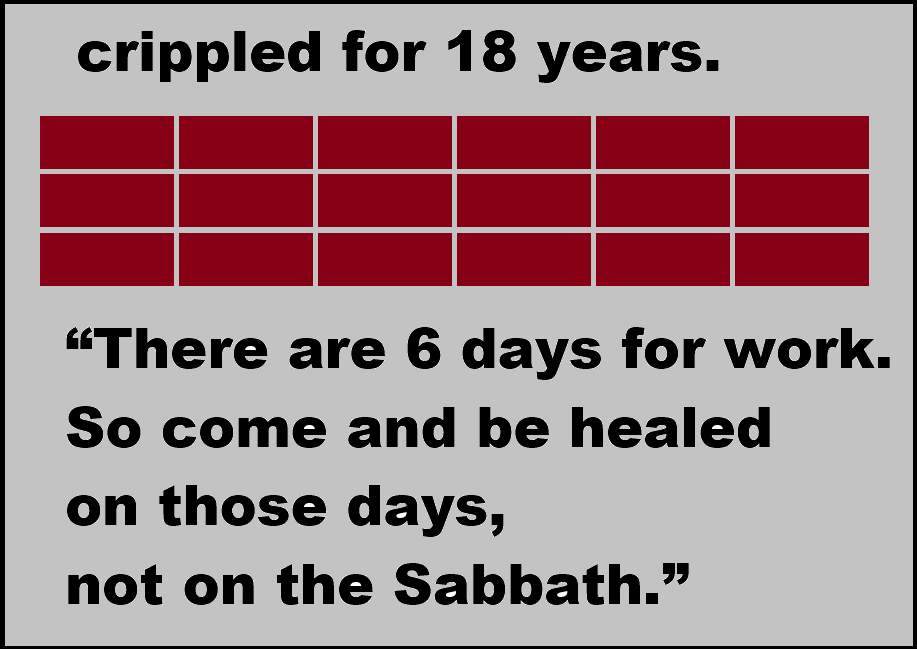 crippled for 18 years.
“There are 6 days for work.
So come and be healed
on those days,
not on the Sabbath.”